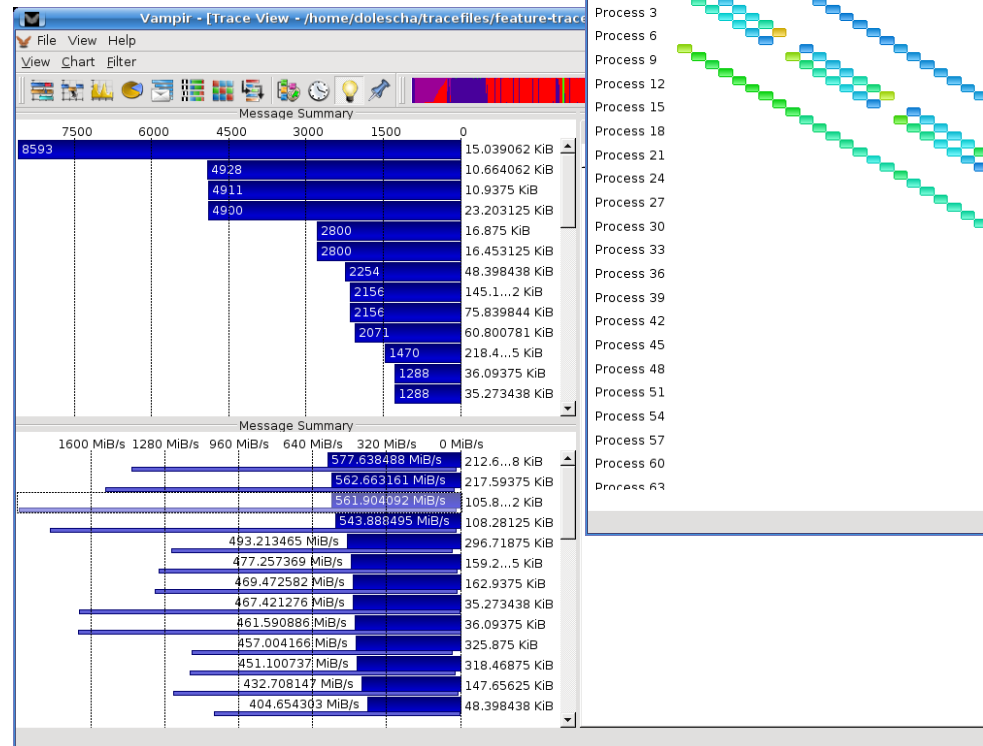 Vampir - [Trace View - /home/dolescha/tracefiles/feature-trace
File View Help
View Chart Filter
Message Summary
7500 6000 4500 3000 1500 0
8593 15.039062 KiB
4928 10.664062 KiB
4911 10.9375 KiB
4900 23.203125 KiB
2800 16.875 KiB
2800 16.453125 KiB
2254 48.398438 KiB
2156 145.1...2 KiB
2156 75.839844 KiB
2071 60.800781 KiB
1470 218.4...5 KiB
1288 36.09375 KiB
1288 35.273438 KiB
Message Summary
1600 MiB/s 1280 MiB/s 960 MiB/s 640 MiB/s 320 MiB/s 0 MiB/s
577.638488 MiB/s 212.6...8 KiB
562.663161 MiB/s 217.59375 KiB
561.904092 MiB/s 105.8...2 KiB
543.888495 MiB/s 108.28125 KiB
493.213465 MiB/s 296.71875 KiB
477.257369 MiB/s 159.2...5 KiB
469.472582 MiB/s 162.9375 KiB
467.421276 MiB/s 35.273438 KiB
461.590886 MiB/s 36.09375 KiB
457.004166 MiB/s 325.875 KiB
451.100737 MiB/s 318.46875 KiB
432.708147 MiB/s 147.65625 KiB
404.654303 MiB/s 48.398438 KiB
Process 3
Process 6
Process 9
Process 12
Process 15
Process 18
Process 21
Process 24
Process 27
Process 30
Process 33
Process 36
Process 39
Process 42
Process 45
Process 48
Process 51
Process 54
Process 57
Process 60
Process 63